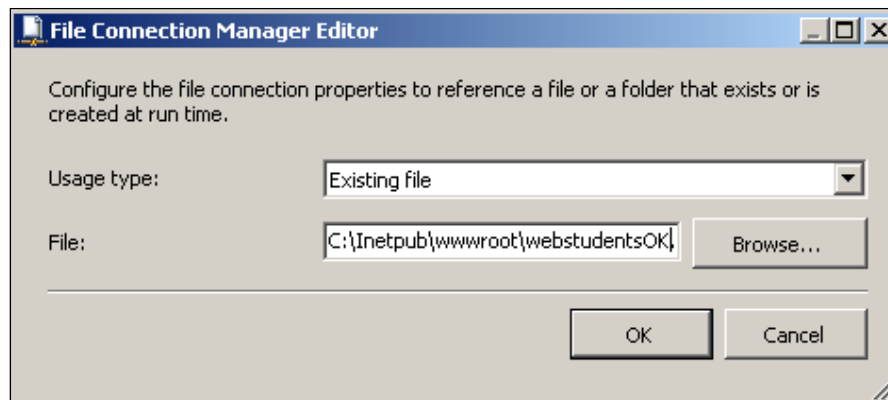 File Connection Manager Editor
Configure the file connection properties to reference a file or a folder that exists or is
created at run time.
Usage type:
Existing file
File:
C:\Inetpub\wwwroot\webstudentsOK.
Browse...
OK
Cancel